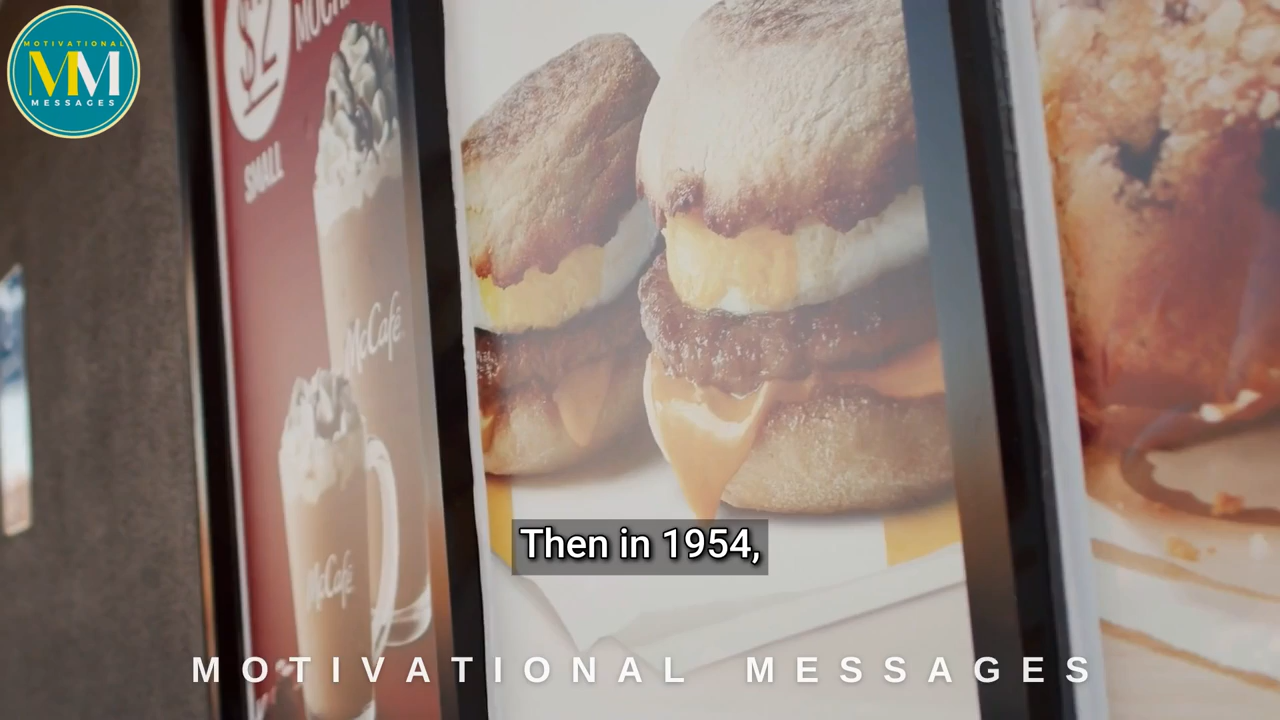 MOTIVATIONAL
MM
MESSAGES
$2
SMALL
McCafé
McCafé
Then in 1954,
MOTIVATIONAL MESSAGES